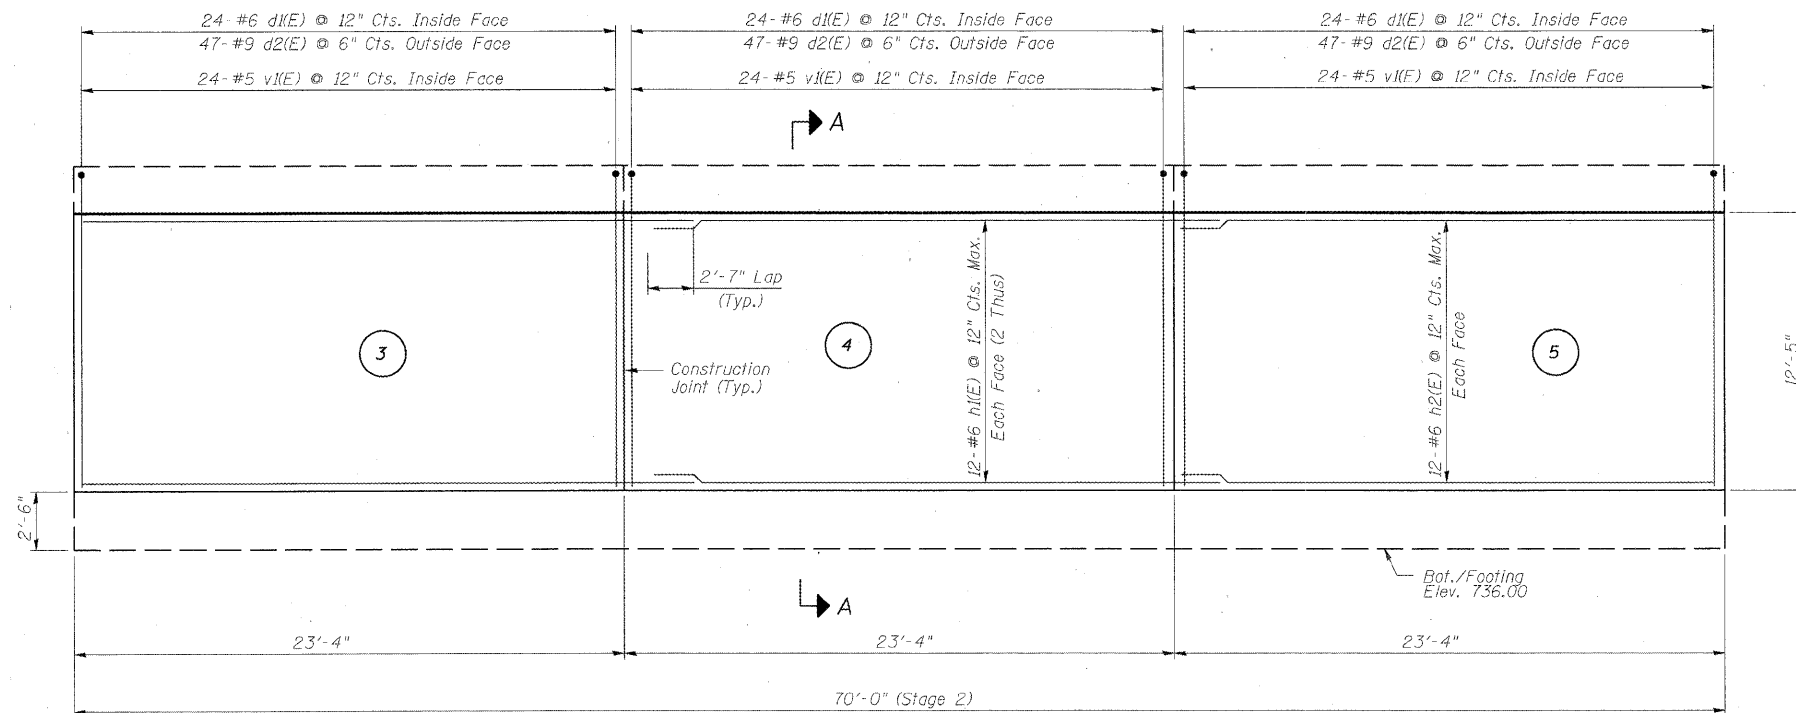 24-#6 d1(E) @ 12" Cts. Inside Face
47-#9 d2(E) @ 6" Cts. Outside Face
24-#5 v1(E) @ 12" Cts. Inside Face
24-#6 d1(E) @ 12" Cts. Inside Face
47-#9 d2(E) @ 6" Cts. Outside Face
24-#5 v1(E) @ 12" Cts. Inside Face
24-#6 d1(E) @ 12" Cts. Inside Face
47-#9 d2(E) @ 6" Cts. Outside Face
24-#5 v1(E) @ 12" Cts. Inside Face
A
2'-7" Lap
(Typ.)
3
4
5
Construction
Joint (Typ.)
12-#6 h1(E) @ 12" Cts. Max.
Each Face (2 Thus)
12-#6 h2(E) @ 12" Cts. Max.
Each Face
12'-5"
2'-6"
Bot./Footing
Elev. 736.00
A
23'-4"
23'-4"
23'-4"
70'-0" (Stage 2)